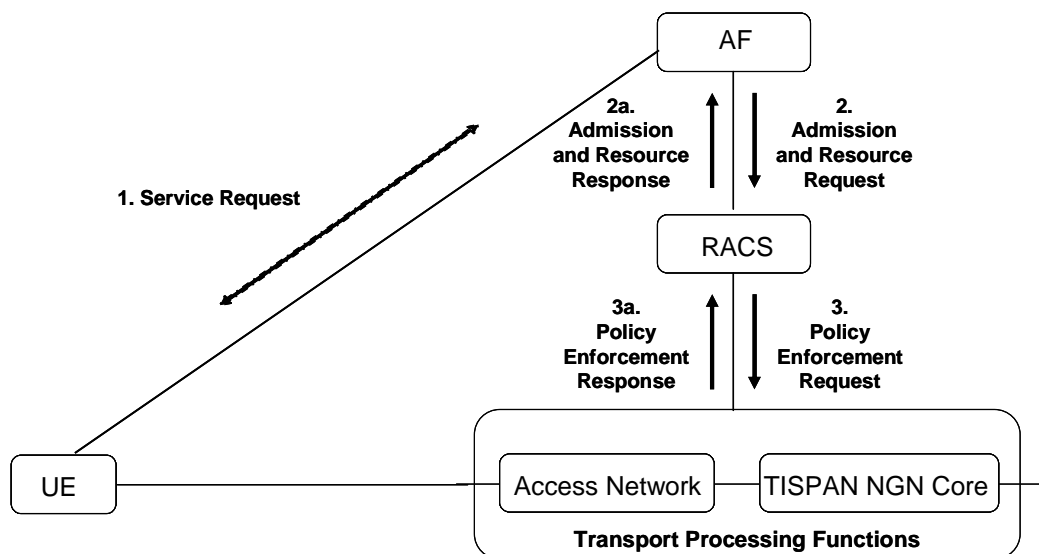 AF
2a.
Admission
and Resource
Response
2.
Admission
and Resource
Request
1. Service Request
RACS
3a.
Policy
Enforcement
Response
3.
Policy
Enforcement
Request
UE
Access Network
TISPAN NGN Core
Transport Processing Functions